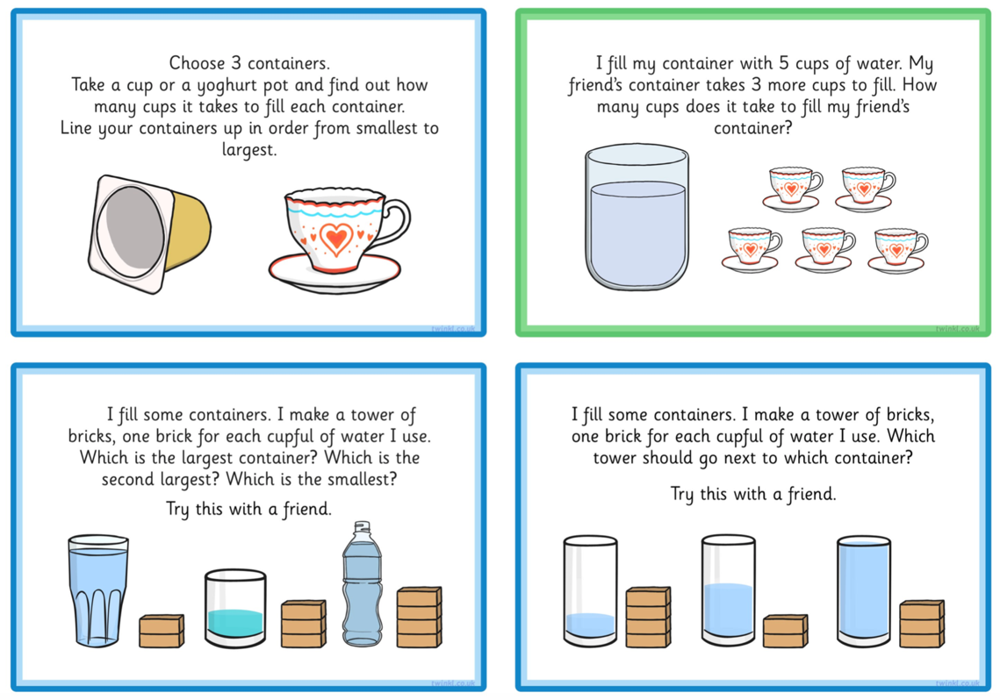 Choose 3 containers.
Take a cup or a yoghurt pot and find out how
many cups it takes to fill each container.
Line your containers up in order from smallest to
largest.
twinkl.co.uk
I fill my container with 5 cups of water. My
friend's container takes 3 more cups to fill. How
many cups does it take to fill my friend's
container?
twinkl.co.uk
I fill some containers. I make a tower of
bricks, one brick for each cupful of water I use.
Which is the largest container? Which is the
second largest? Which is the smallest?
Try this with a friend.
twinkl.co.uk
I fill some containers. I make a tower of bricks,
one brick for each cupful of water I use. Which
tower should go next to which container?
Try this with a friend.
twinkl.co.uk